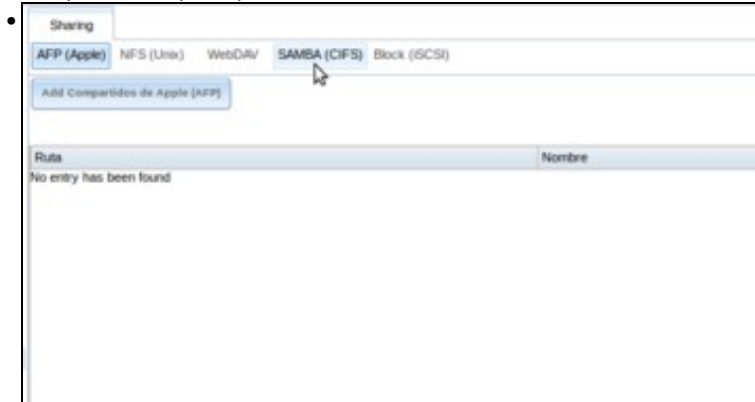 Sharing
AFP (Apple) NFS (Unix) WebDAV SAMBA (CIFS) Block (iSCSI)
Add Compartidos de Apple (AFP)
Ruta Nombre
No entry has been found